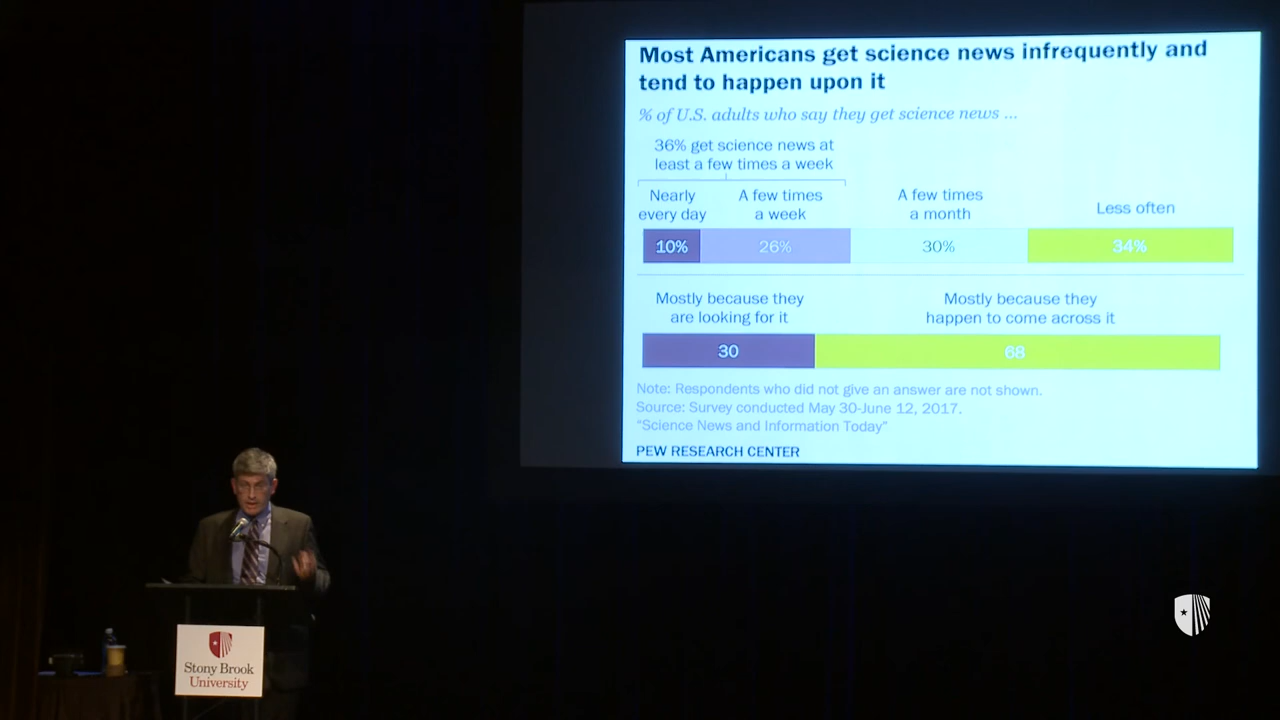 Most Americans get science news infrequently and
tend to happen upon it
% of U.S. adults who say they get science news ...
36% get science news at
least a few times a week
Nearly
every day
A few times
a week
A few times
a month
Less often
10%
26%
30%
34%
Mostly because they
are looking for it
Mostly because they
happen to come across it
30
68
Note: Respondents who did not give an answer are not shown.
Source: Survey conducted May 30-June 12, 2017.
“Science News and Information Today”
PEW RESEARCH CENTER
Stony Brook
University